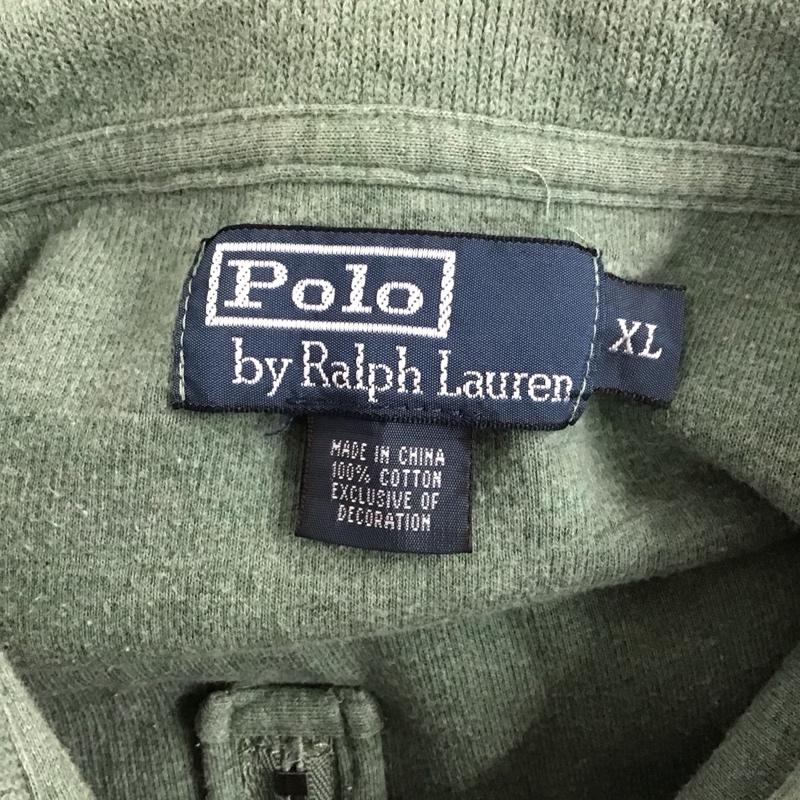 Polo
by Ralph Lauren
XL
MADE IN CHINA
100% COTTON
EXCLUSIVE OF
DECORATION